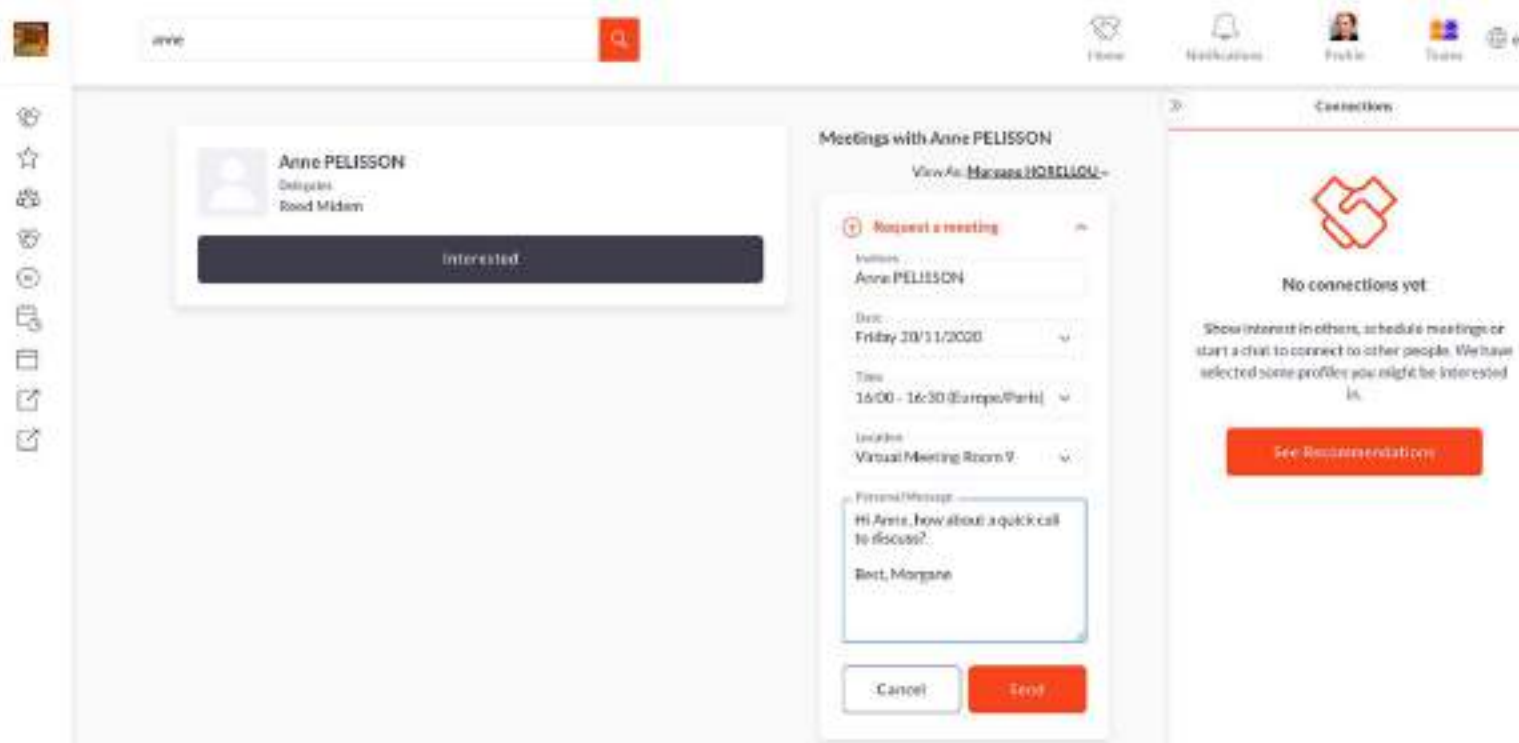 anne
Home
Notifications
Profile
Teams
Anne PELISSON
Delegates
Reed Midem
Interested
Meetings with Anne PELISSON
View As: Morgane HORELLOU
Request a meeting
Invitees
Anne PELISSON
Date
Friday 20/11/2020
Time
16:00 - 16:30 (Europe/Paris)
Location
Virtual Meeting Room 9
Personal Message
Hi Anne, how about a quick call
to discuss?
Best, Morgane
Cancel
Send
Connections
No connections yet
Show interest in others, schedule meetings or
start a chat to connect to other people. We have
selected some profiles you might be interested
in.
See Recommendations